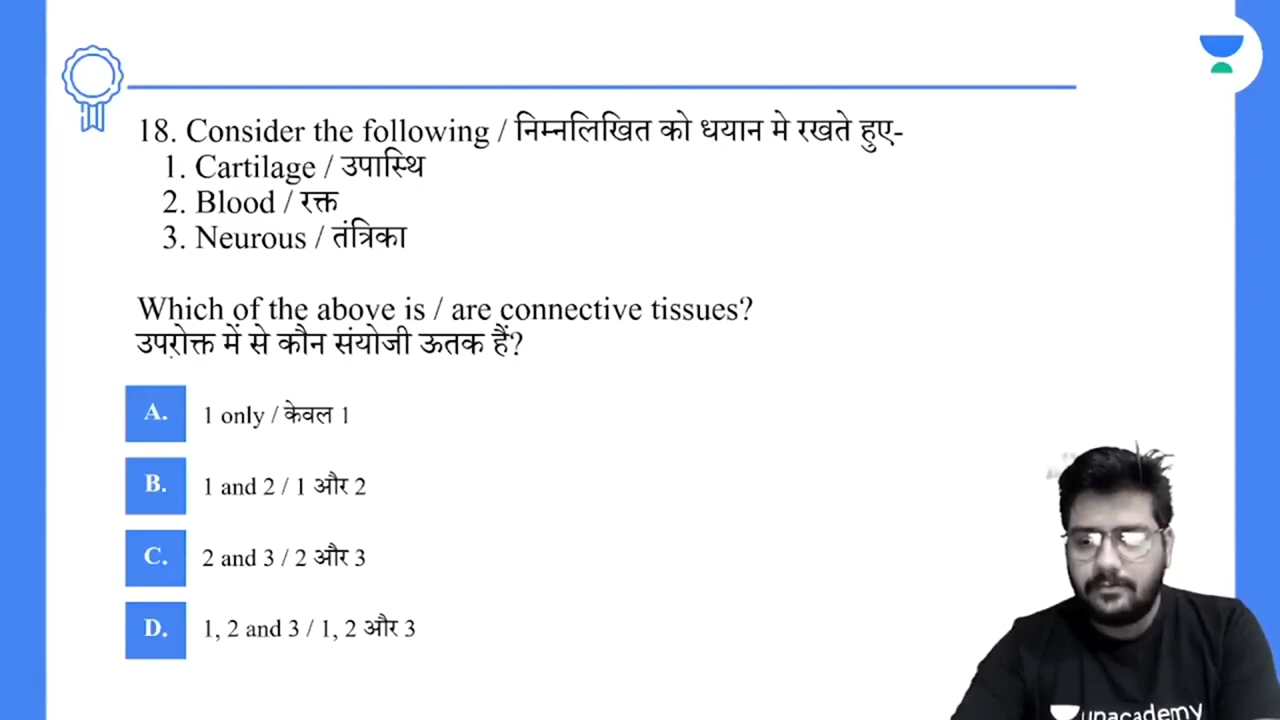 18. Consider the following / निम्नलिखित को धयान मे रखते हुए-
1. Cartilage / उपास्थि
2. Blood / रक्त
3. Neurous / तंत्रिका
Which of the above is / are connective tissues?
उपरोक्त में से कौन संयोजी ऊतक हैं?
A. 1 only / केवल 1
B. 1 and 2 / 1 और 2
C. 2 and 3 / 2 और 3
D. 1, 2 and 3 / 1, 2 और 3
unacademy